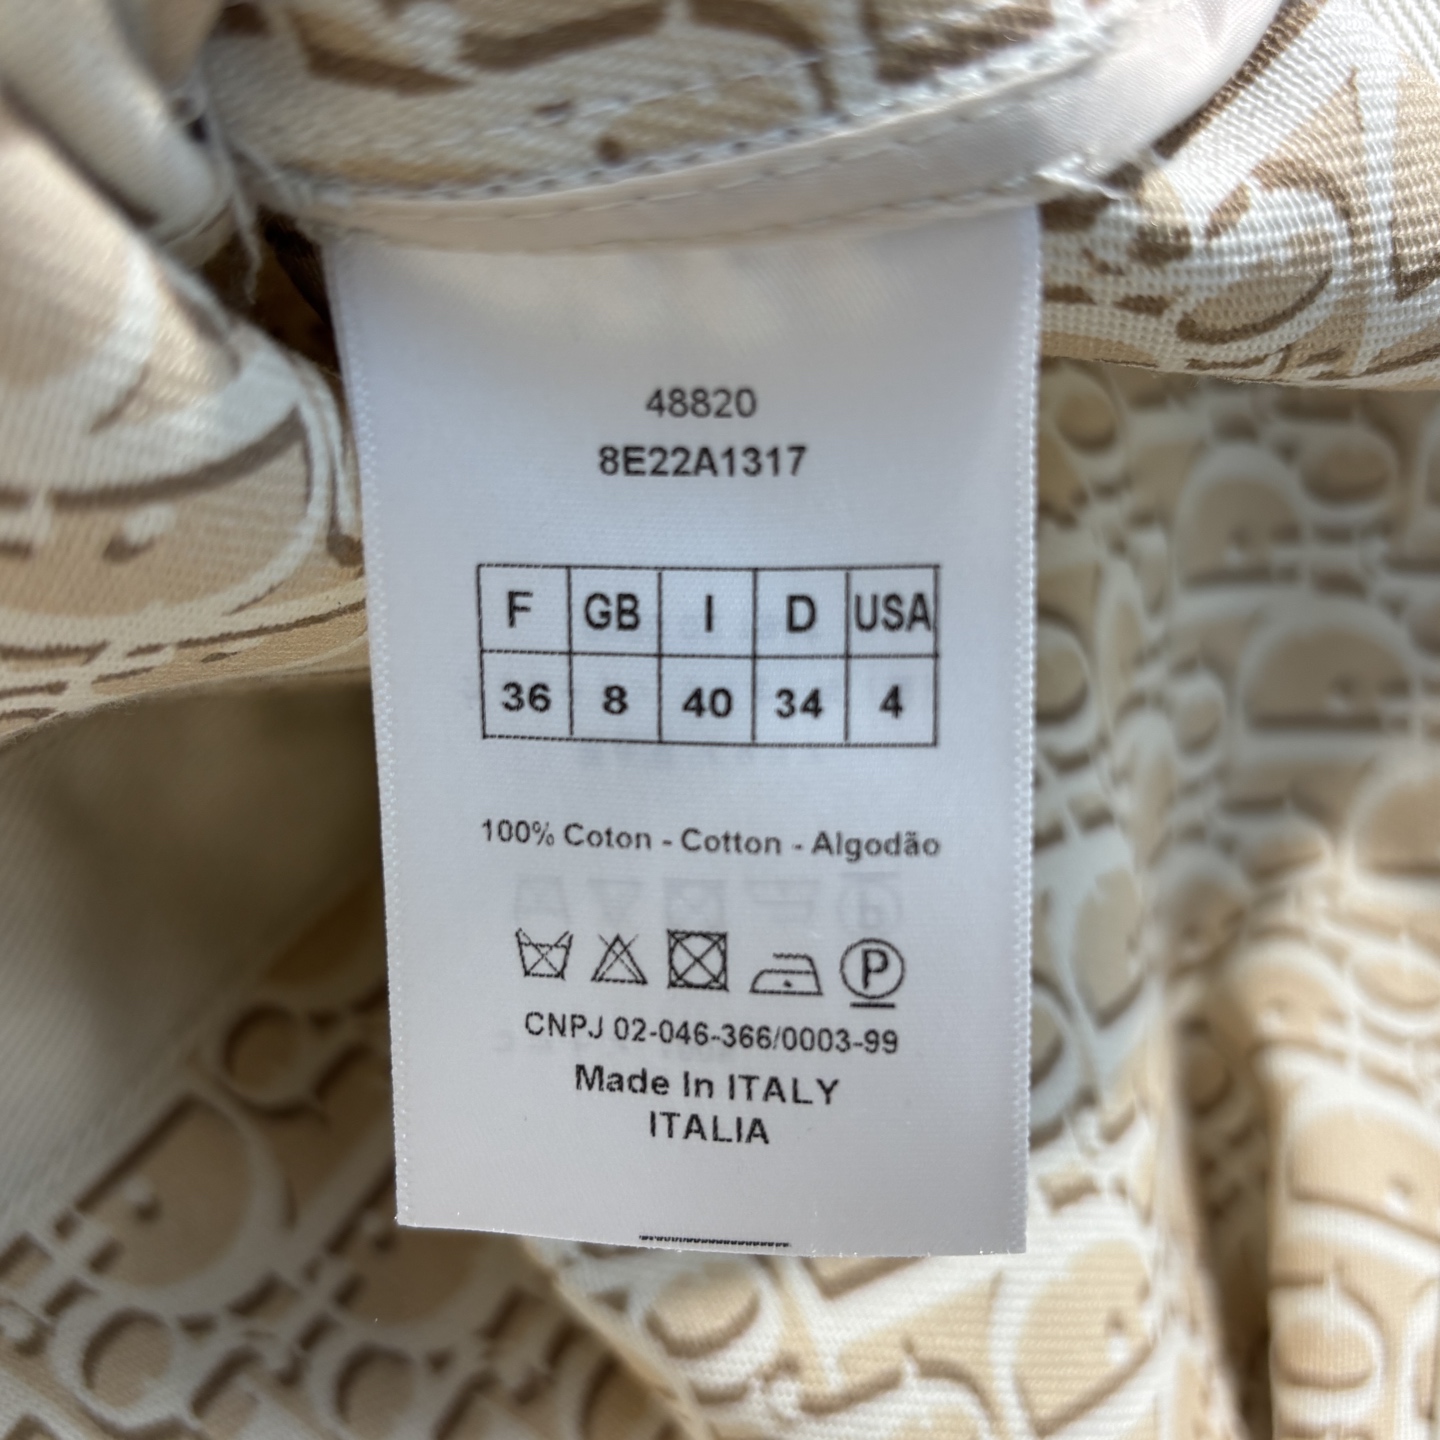 48820
8E22A1317
F GB I D USA
36 8 40 34 4
100% Coton - Cotton - Algodão
P
CNPJ 02-046-366/0003-99
Made In ITALY
ITALIA